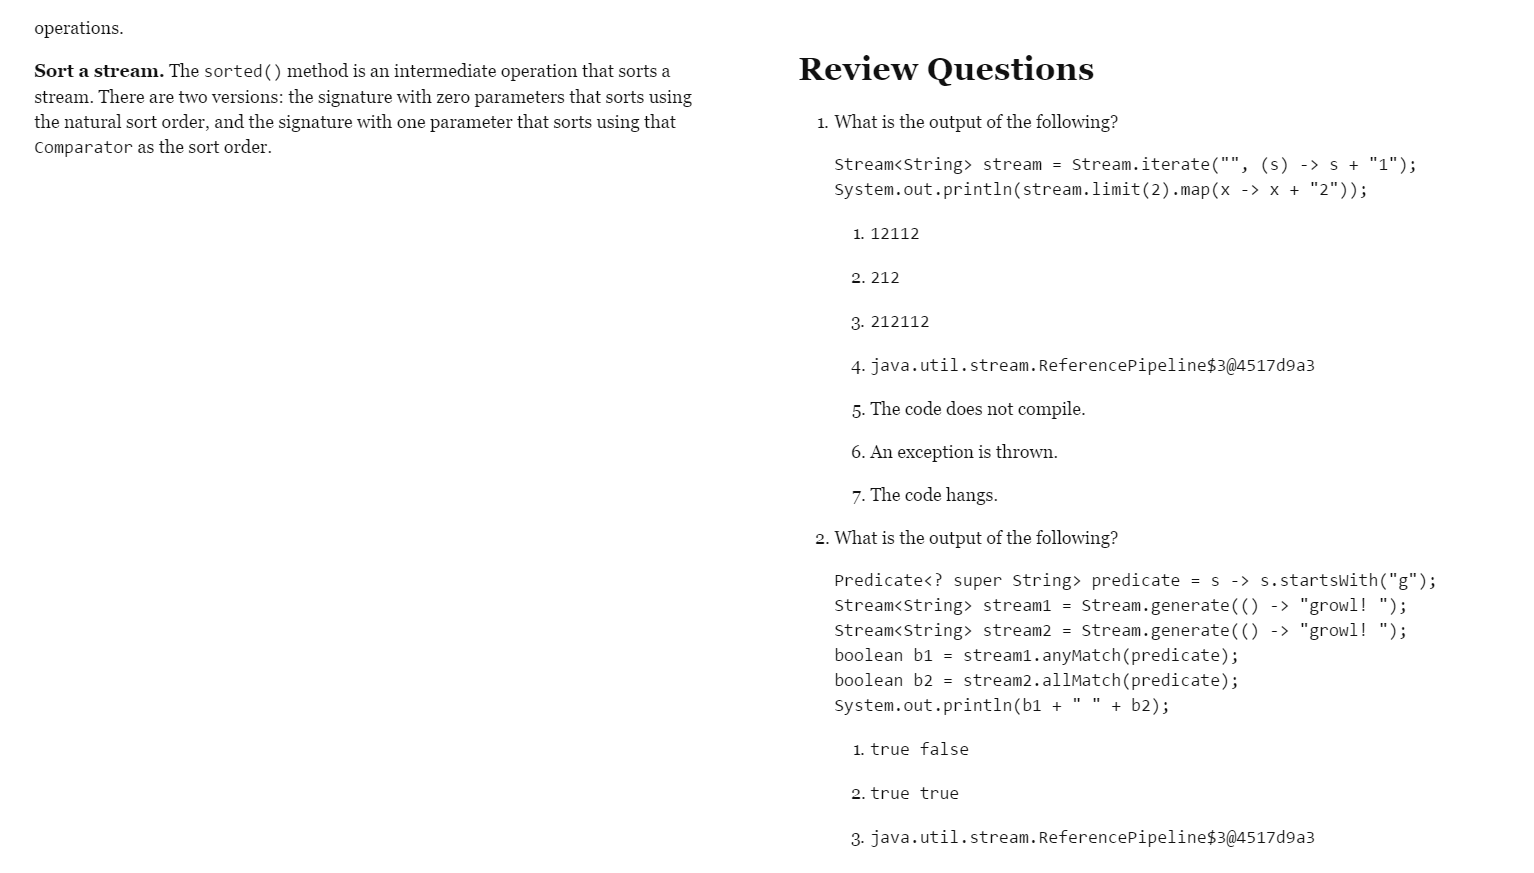 operations.
Sort a stream. The sorted() method is an intermediate operation that sorts a
stream. There are two versions: the signature with zero parameters that sorts using
the natural sort order, and the signature with one parameter that sorts using that
Comparator as the sort order.
Review Questions
1. What is the output of the following?
Stream<String> stream = Stream.iterate("", (s) -> s + "1");
System.out.println(stream.limit(2).map(x -> x + "2"));
1. 12112
2. 212
3. 212112
4. java.util.stream.ReferencePipeline$3@4517d9a3
5. The code does not compile.
6. An exception is thrown.
7. The code hangs.
2. What is the output of the following?
Predicate<? super String> predicate = s -> s.startsWith("g");
Stream<String> stream1 = Stream.generate(() -> "growl! ");
Stream<String> stream2 = Stream.generate(() -> "growl! ");
boolean b1 = stream1.anyMatch(predicate);
boolean b2 = stream2.allMatch(predicate);
System.out.println(b1 + " " + b2);
1. true false
2. true true
3. java.util.stream.ReferencePipeline$3@4517d9a3